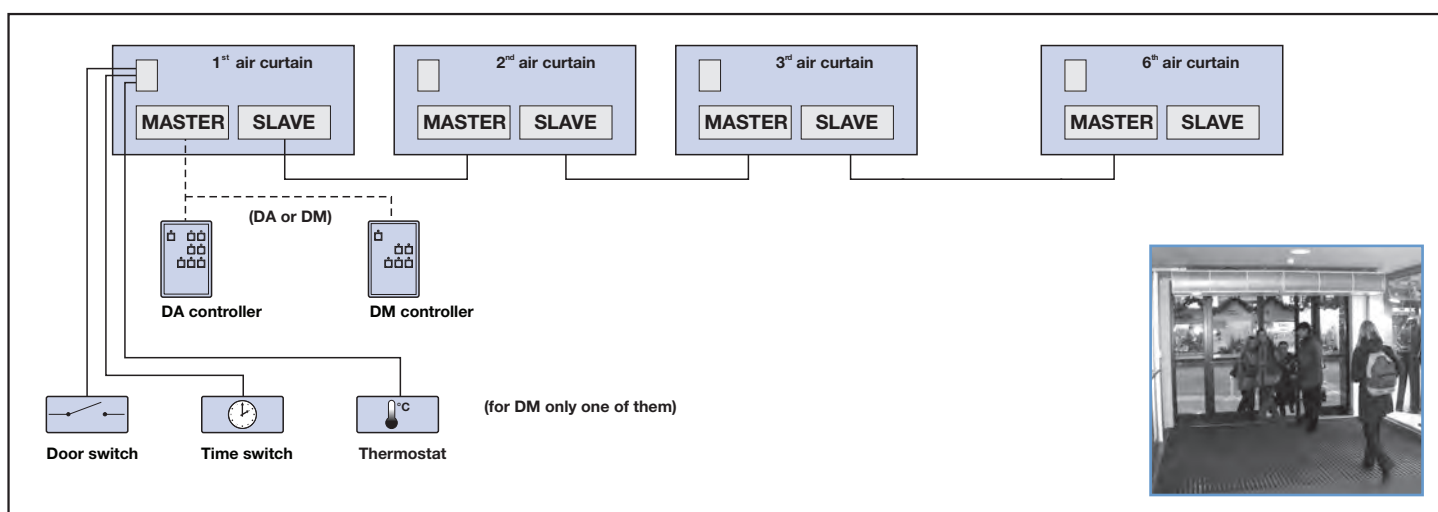 1st air curtain
2nd air curtain
3rd air curtain
6th air curtain
MASTER SLAVE
MASTER SLAVE
MASTER SLAVE
MASTER SLAVE
(DA or DM)
DA controller
DM controller
°C
(for DM only one of them)
Door switch
Time switch
Thermostat